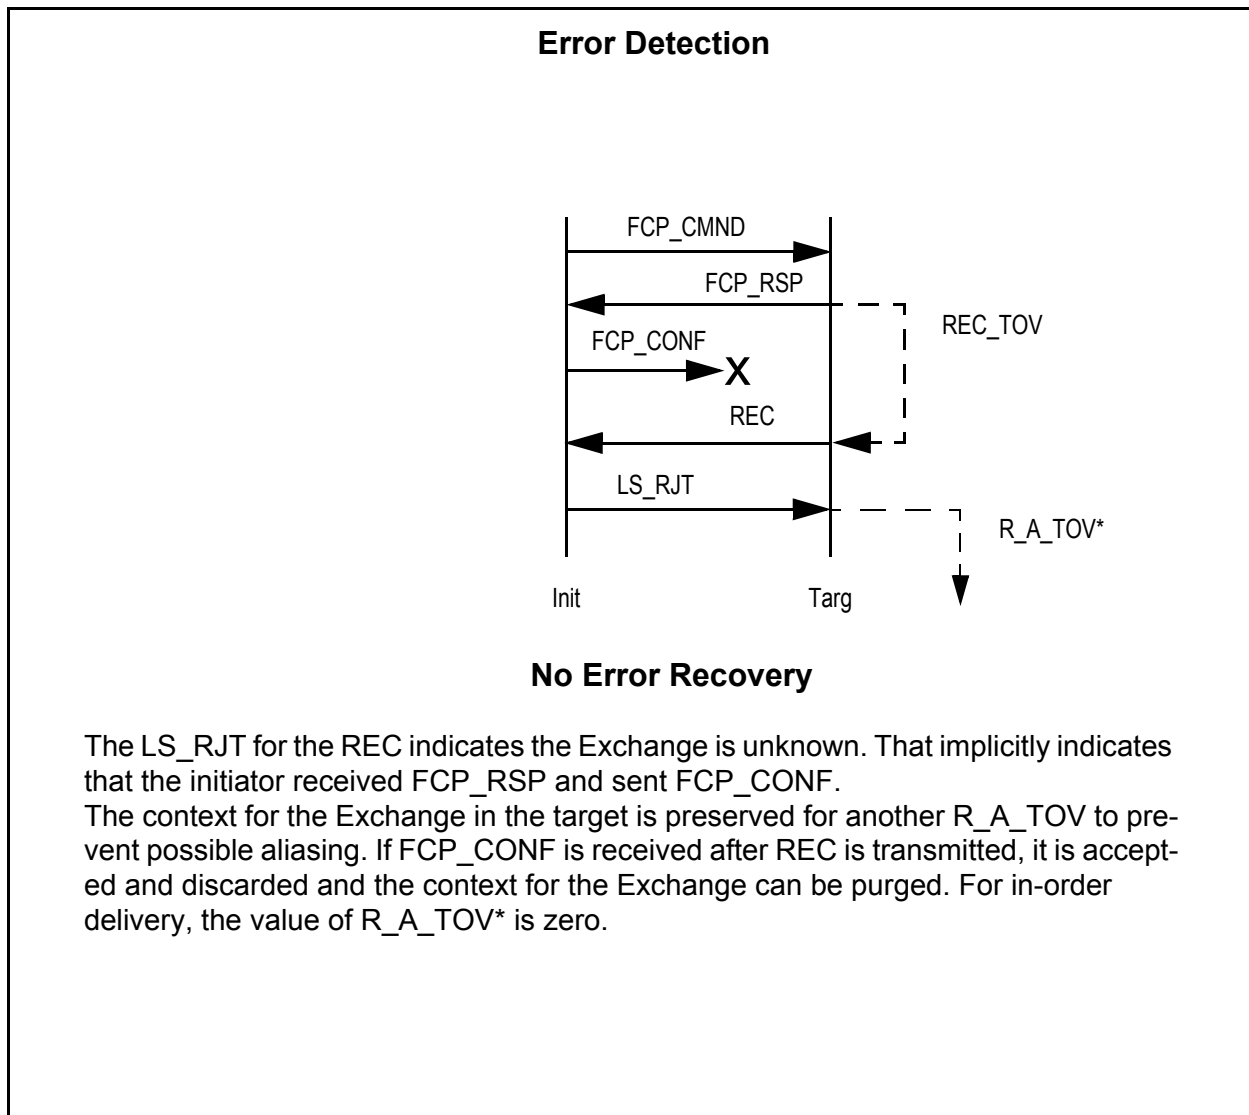 Error Detection
FCP_CMND
FCP_RSP
REC_TOV
FCP_CONF
X
REC
LS_RJT
R_A_TOV*
Init
Targ
No Error Recovery
The LS_RJT for the REC indicates the Exchange is unknown. That implicitly indicates
that the initiator received FCP_RSP and sent FCP_CONF.
The context for the Exchange in the target is preserved for another R_A_TOV to pre-
vent possible aliasing. If FCP_CONF is received after REC is transmitted, it is accept-
ed and discarded and the context for the Exchange can be purged. For in-order
delivery, the value of R_A_TOV* is zero.